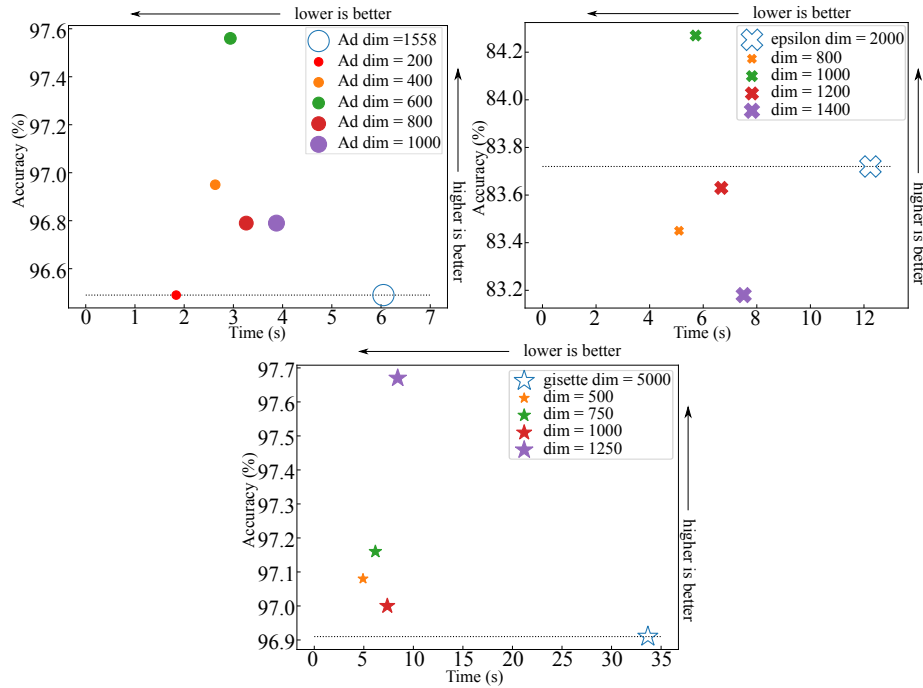 lower is better
97.6
97.4
97.2
97.0
96.8
96.6
Accuracy (%)
Ad dim =1558
Ad dim = 200
Ad dim = 400
Ad dim = 600
Ad dim = 800
Ad dim = 1000
higher is better
0 1 2 3 4 5 6 7
Time (s)
lower is better
84.2
84.0
83.8
83.6
83.4
83.2
Accuracy (%)
epsilon dim = 2000
dim = 800
dim = 1000
dim = 1200
dim = 1400
higher is better
0 2 4 6 8 10 12
Time (s)
lower is better
97.7
97.6
97.5
97.4
97.3
97.2
97.1
97.0
96.9
Accuracy (%)
gisette dim = 5000
dim = 500
dim = 750
dim = 1000
dim = 1250
higher is better
0 5 10 15 20 25 30 35
Time (s)